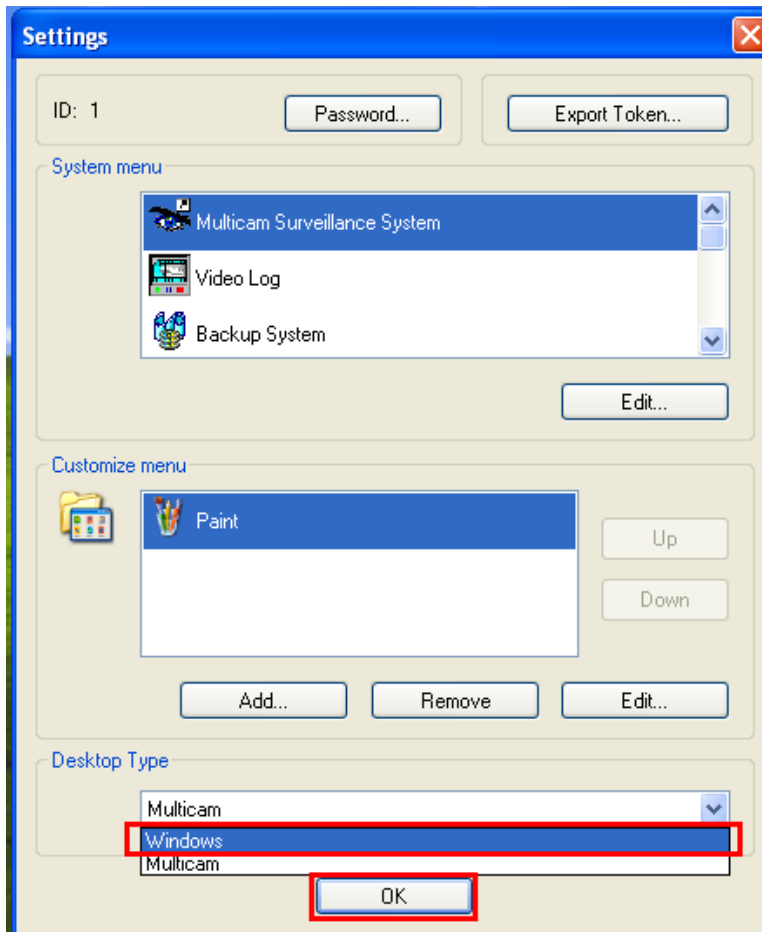 Settings
ID: 1
Password...
Export Token...
System menu
Multicam Surveillance System
Video Log
Backup System
Edit...
Customize menu
Paint
Up
Down
Add...
Remove
Edit...
Desktop Type
Multicam
Windows
Multicam
OK